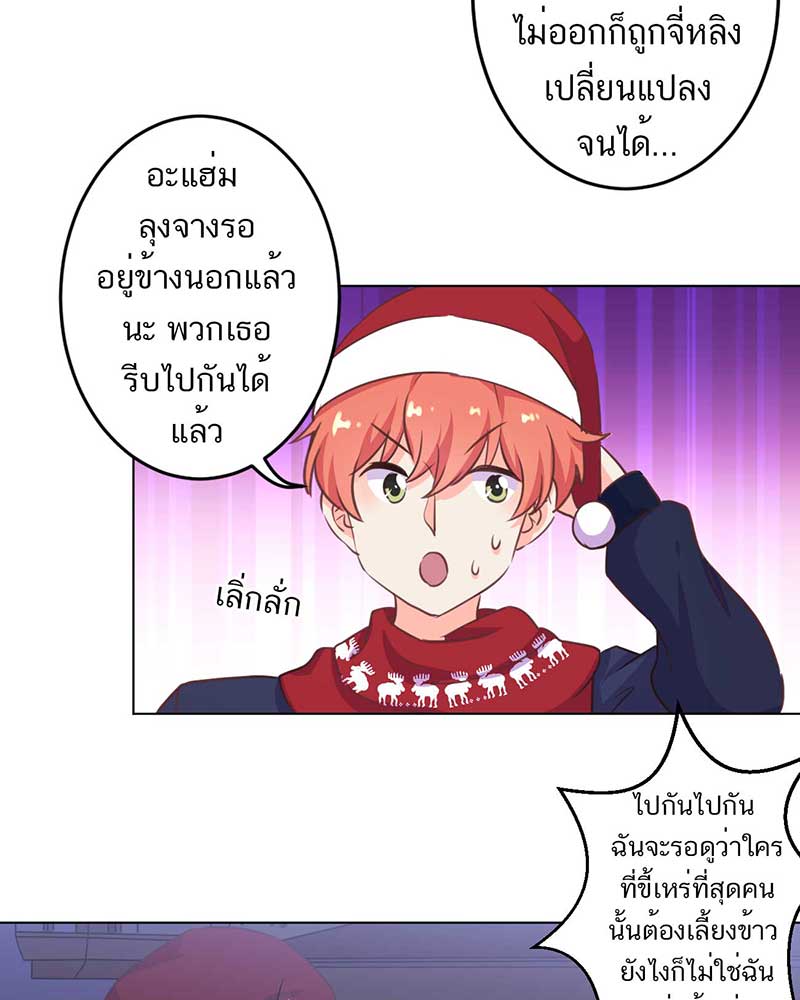 ไม่ออกก็ถูกจี่หลิง
เปลี่ยนแปลง
จนได้...
อะแฮ่ม
ลุงจางรอ
อยู่ข้างนอกแล้ว
นะ พวกเธอ
รีบไปกันได้
แล้ว
เลิ่กลั่ก
ไปกันไปกัน
ฉันจะรอดูว่าใคร
ที่ขี้เหร่ที่สุดคน
นั้นต้องเลี้ยงข้าว
ยังไงก็ไม่ใช่ฉัน